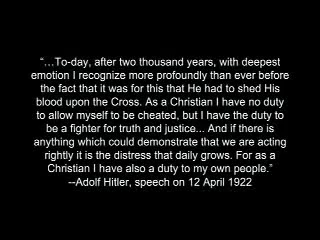 “…To-day, after two thousand years, with deepest
emotion I recognize more profoundly than ever before
the fact that it was for this that He had to shed His
blood upon the Cross. As a Christian I have no duty
to allow myself to be cheated, but I have the duty to
be a fighter for truth and justice... And if there is
anything which could demonstrate that we are acting
rightly it is the distress that daily grows. For as a
Christian I have also a duty to my own people.”
--Adolf Hitler, speech on 12 April 1922